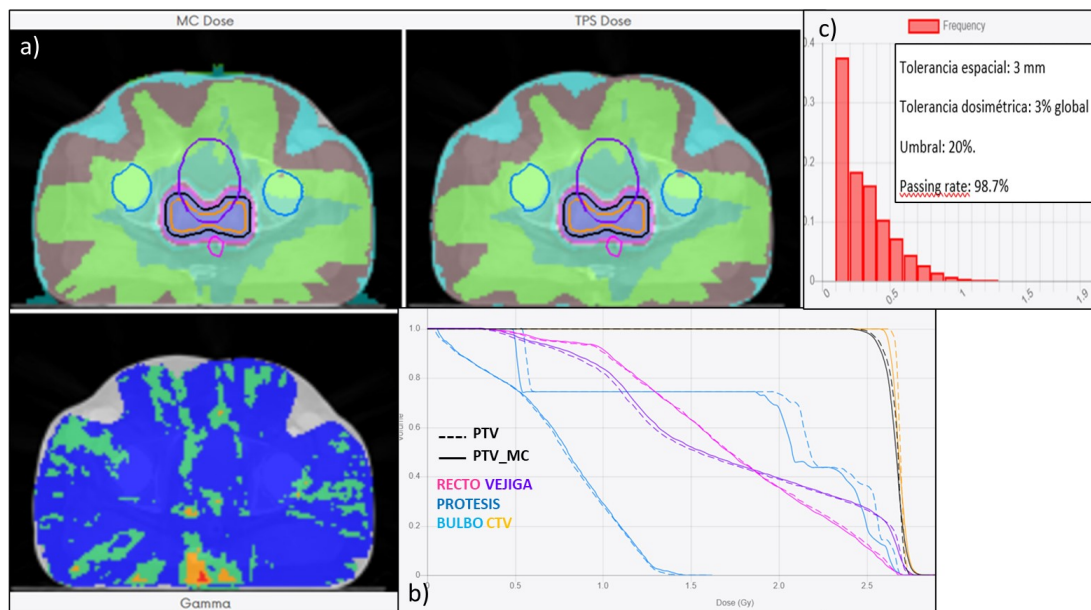 MC Dose
TPS Dose
a)
c)
Frequency
0.4
0.3
0.2
0.1
0
0
0.5
1
1.5
1.9
Tolerancia espacial: 3 mm
Tolerancia dosimétrica: 3% global
Umbral: 20%.
Passing rate: 98.7%
Gamma
b)
1.0
0.8
0.6
0.4
0.2
0
Volume
PTV
PTV_MC
RECTO VEJIGA
PROTESIS
BULBO CTV
0
0.5
1.0
1.5
2.0
2.5
Dose (Gy)